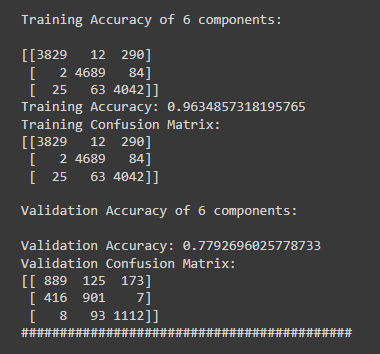 Training Accuracy of 6 components:
[[3829   12  290]
 [   2 4689   84]
 [  25   63 4042]]
Training Accuracy: 0.9634857318195765
Training Confusion Matrix:
[[3829   12  290]
 [   2 4689   84]
 [  25   63 4042]]
Validation Accuracy of 6 components:
Validation Accuracy: 0.7792696025778733
Validation Confusion Matrix:
[[ 889  125  173]
 [ 416  901    7]
 [   8   93 1112]]
###########################################